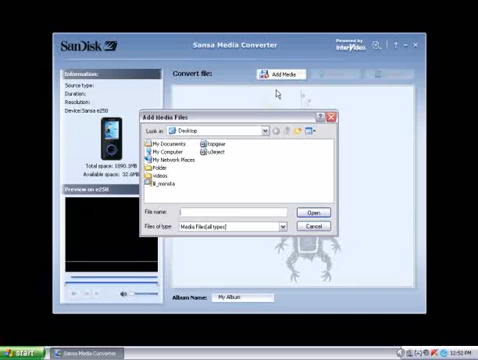 SanDisk
Sansa Media Converter
Powered by
InterVideo
Information:
Convert file:
Add Media
Source type:
Duration:
Resolution:
Device:Sansa e250
Total space: 1890.1MB
Available space: 32.6MB
Preview on e250
Add Media Files
Look in:
Desktop
My Documents
My Computer
My Network Places
Folder
videos
topgear
File name:
Open
Files of type:
Media Files(all types)
Cancel
Album Name:
My Album
start
Sansa Media Converter
12:52 PM